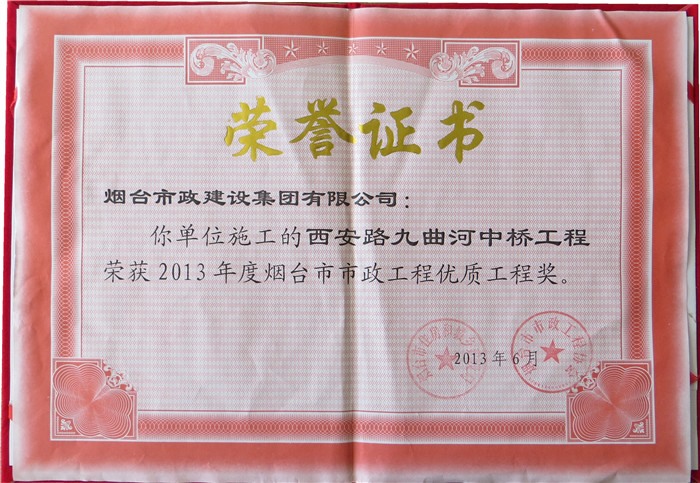 荣誉证书
烟台市政建设集团有限公司：
你单位施工的西安路九曲河中桥工程
荣获2013年度烟台市市政工程优质工程奖。
2013年6月